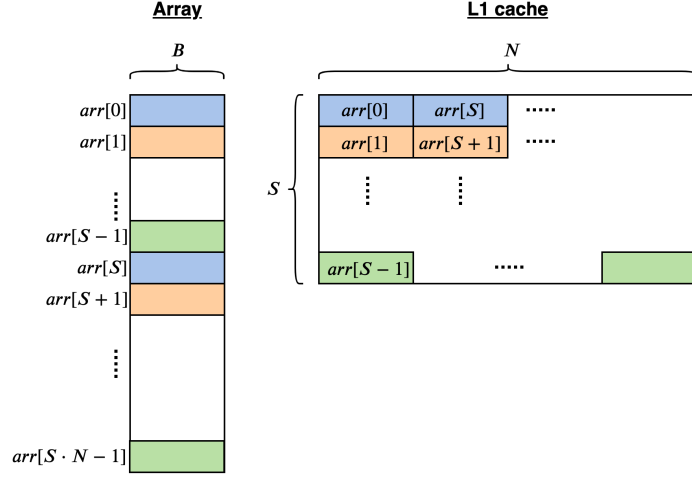 Array
L1 cache
B
N
arr[0]
arr[1]
arr[S − 1]
arr[S]
arr[S + 1]
arr[S · N − 1]
S
arr[0] arr[S]
arr[1] arr[S + 1]
arr[S − 1]